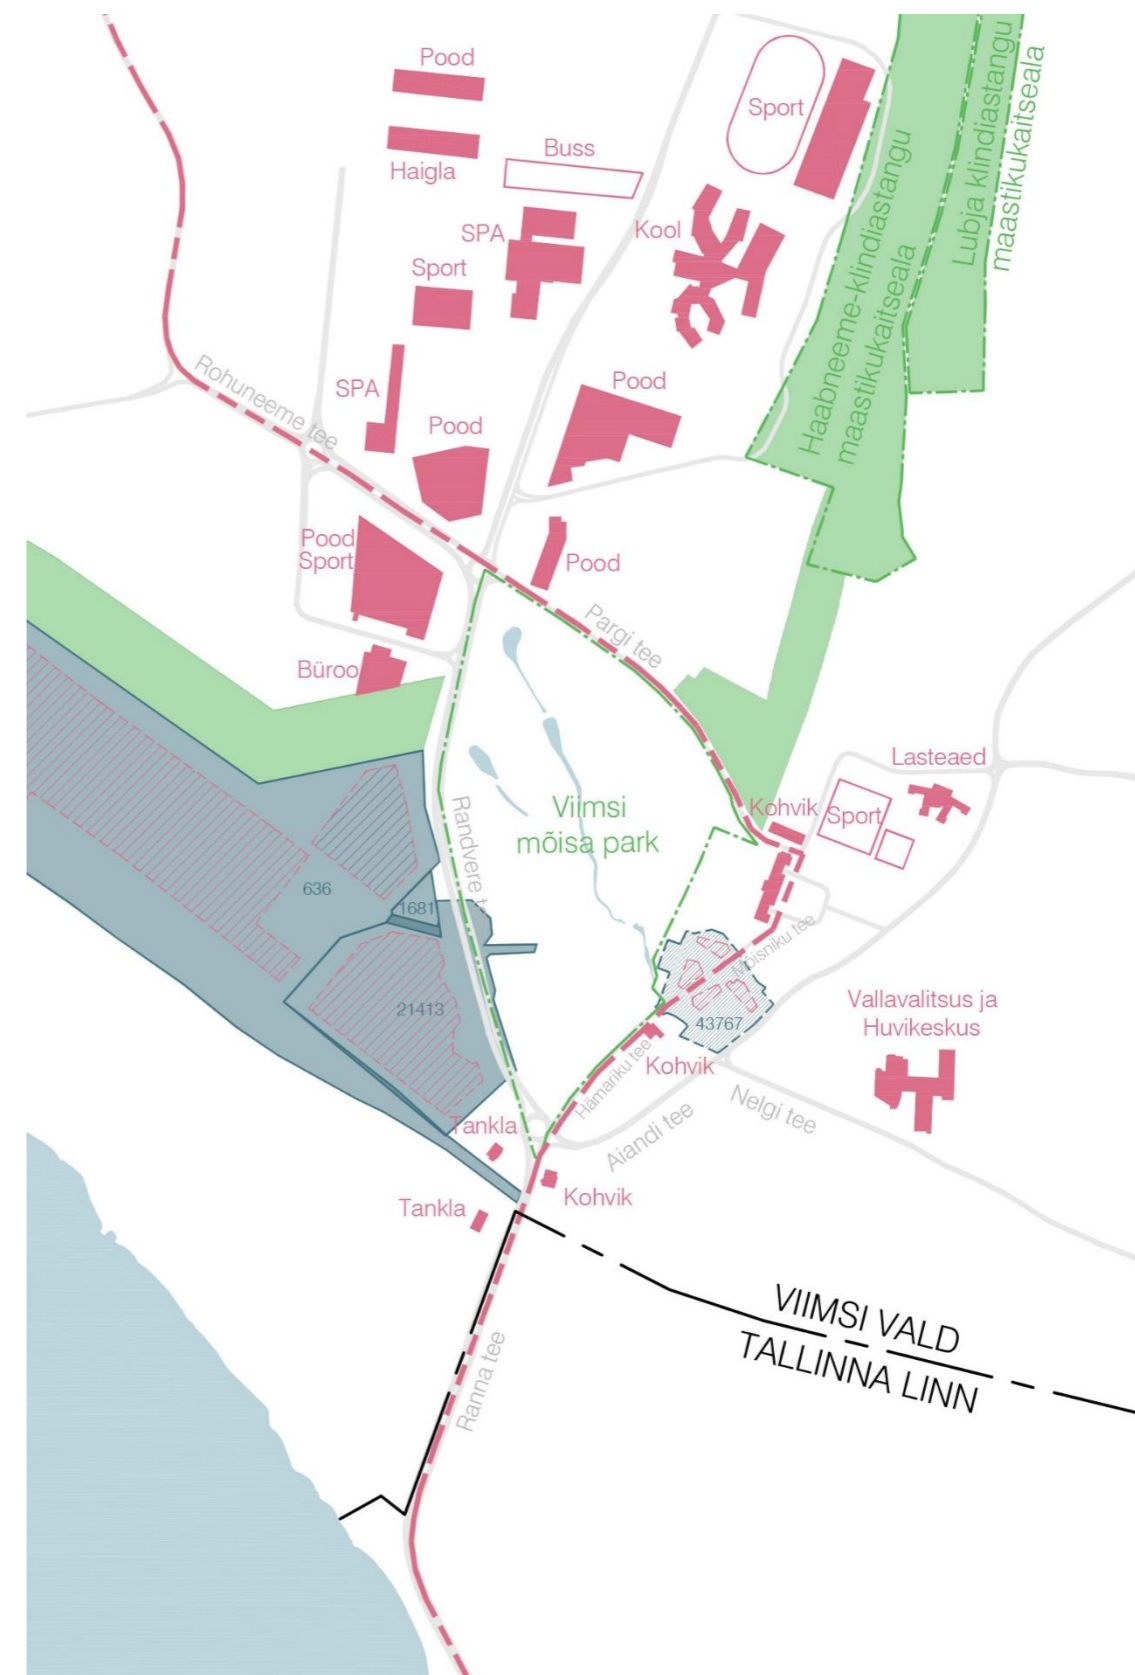 Pood
Haigla
Buss
Sport
SPA
Kool
Sport
SPA
Pood
Pood
Rohuneeme tee
Haabneeme-klindiastangu
maastikukaitseala
Lubja klindiastangu
maastikukaitseala
Pood
Sport
Pood
Pargi tee
Büroo
Lasteaed
Kohvik
Sport
Viimsi
mõisa park
Randvere t
636
1681
21413
Mõisniku tee
43767
Vallavalitsus ja
Huvikeskus
Kohvik
Hämariku tee
Nelgi tee
Aiandi tee
Tankla
Kohvik
Tankla
Ranna tee
VIIMSI VALD
TALLINNA LINN